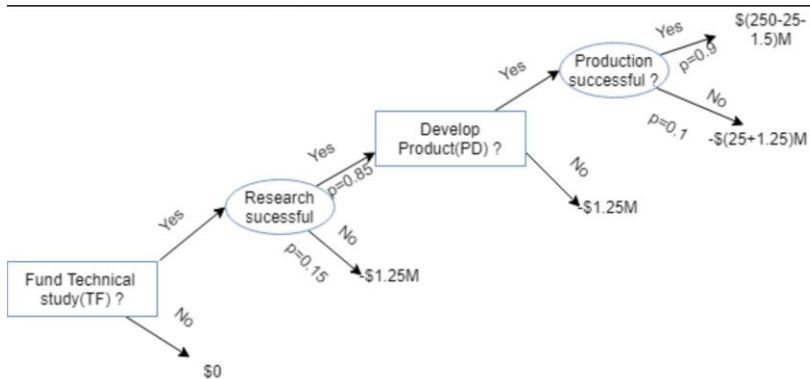 Yes
$(250-25-
1.5)M
p=0.9
Production
successful ?
No
p=0.1
-$(25+1.25)M
Yes
Develop
Product(PD) ?
No
-$1.25M
Yes
p=0.85
Research
sucessful
No
p=0.15
-$1.25M
Yes
Fund Technical
study(TF) ?
No
$0